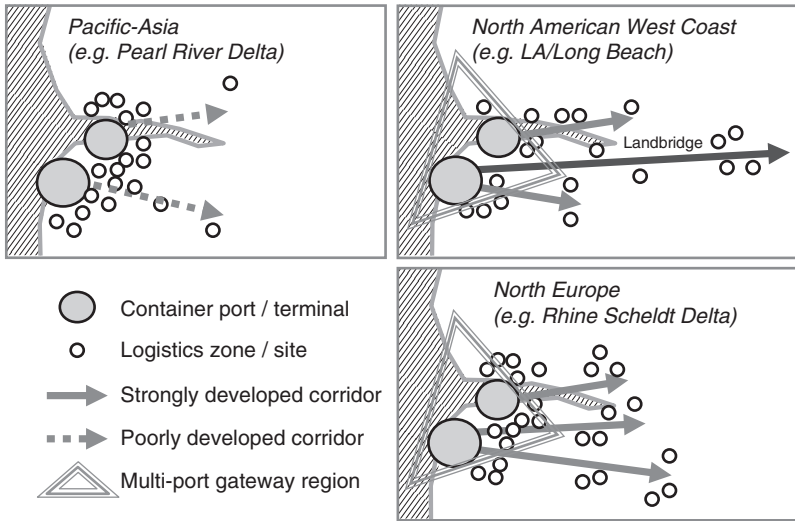 Pacific-Asia
(e.g. Pearl River Delta)
North American West Coast
(e.g. LA/Long Beach)
Landbridge
North Europe
(e.g. Rhine Scheldt Delta)
Container port / terminal
Logistics zone / site
Strongly developed corridor
Poorly developed corridor
Multi-port gateway region